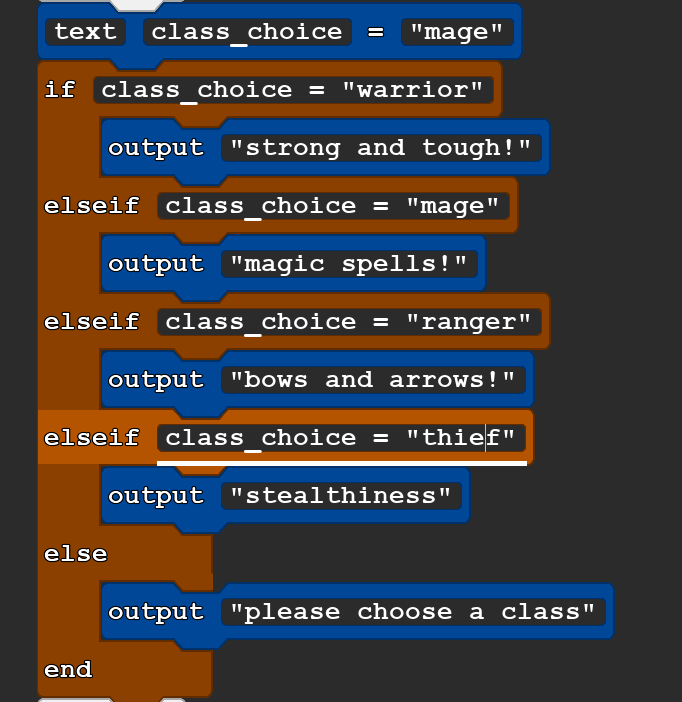 text class_choice = "mage"
if class_choice = "warrior"
output "strong and tough!"
elseif class_choice = "mage"
output "magic spells!"
elseif class_choice = "ranger"
output "bows and arrows!"
elseif class_choice = "thief"
output "stealthiness"
else
output "please choose a class"
end